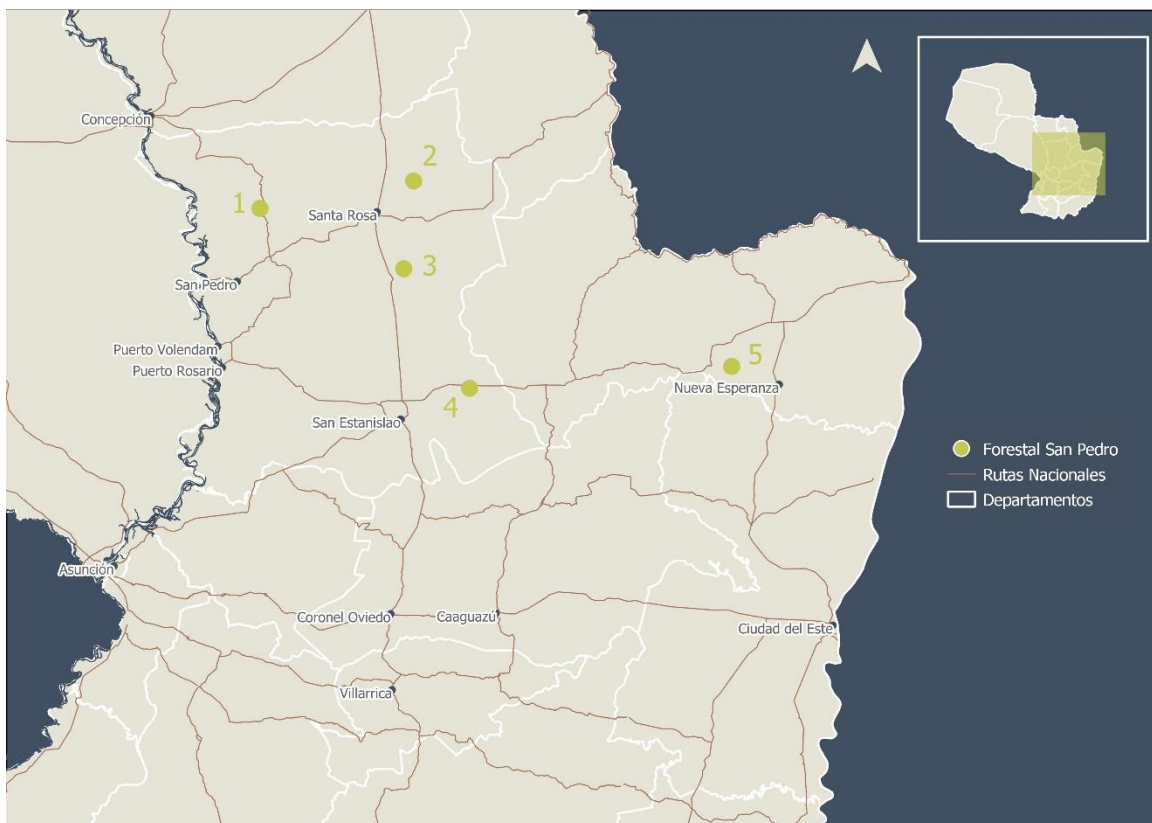 Concepción
2
1
Santa Rosa
3
San Pedro
Puerto Volendam
Puerto Rosario
5
Nueva Esperanza
4
San Estanislao
Forestal San Pedro
Rutas Nacionales
Departamentos
Asunción
Coronel Oviedo
Caaguazú
Ciudad del Este
Villarrica